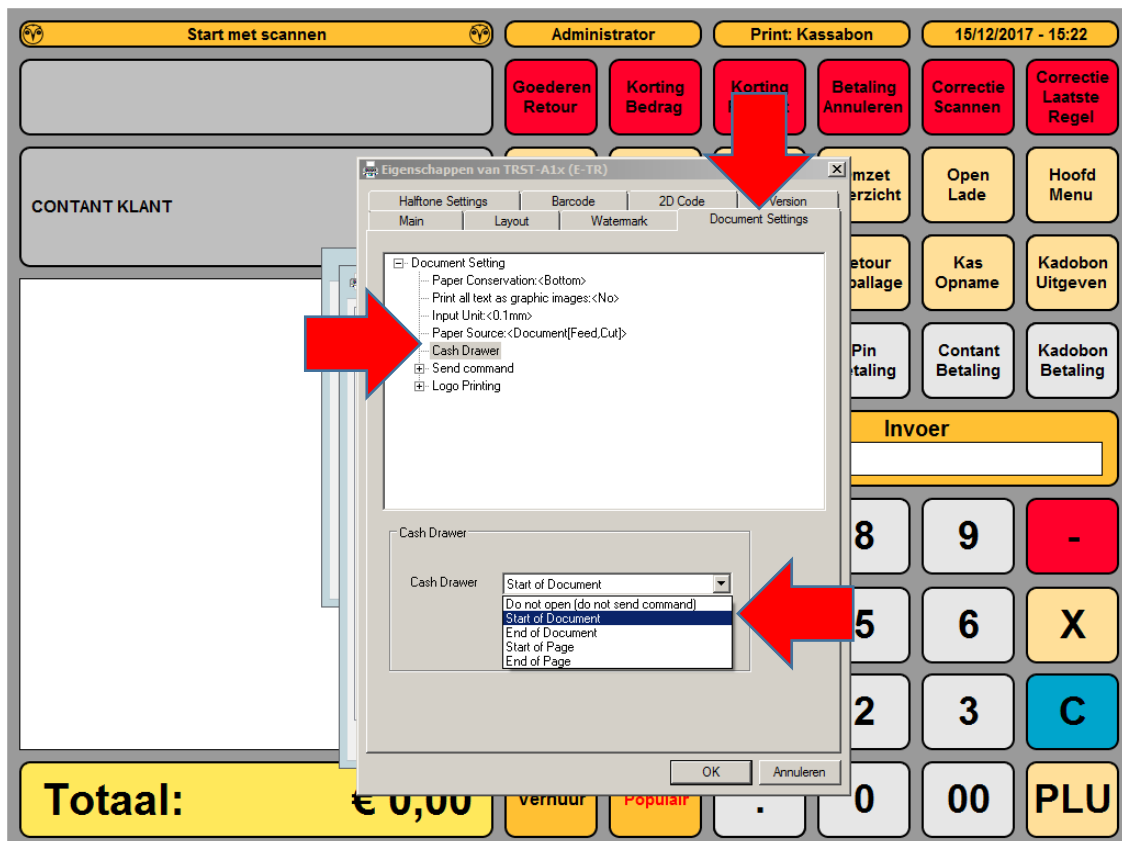 Start met scannen
Administrator
Print: Kassabon
15/12/2017 - 15:22
Goederen
Retour
Korting
Bedrag
Korting
Betaling
Annuleren
Correctie
Scannen
Correctie
Laatste
Regel
CONTANT KLANT
Open
Lade
Hoofd
Menu
Kas
Opname
Kadobon
Uitgeven
Pin
Contant
Betaling
Kadobon
Betaling
Eigenschappen van TRST-A1x (E-TR)
Halftone Settings
Barcode
2D Code
Version
Main
Layout
Watermark
Document Settings
Document Setting
Paper Conservation:<Bottom>
Print all text as graphic images:<No>
Input Unit:<0.1mm>
Paper Source:<Document[Feed,Cut]>
Cash Drawer
Send command
Logo Printing
Cash Drawer
Cash Drawer
Start of Document
Do not open (do not send command)
Start of Document
End of Document
Start of Page
End of Page
OK
Annuleren
Invoer
8
9
-
5
6
X
2
3
C
Totaal:
€ 0,00
Verhuur
Populair
.
0
00
PLU